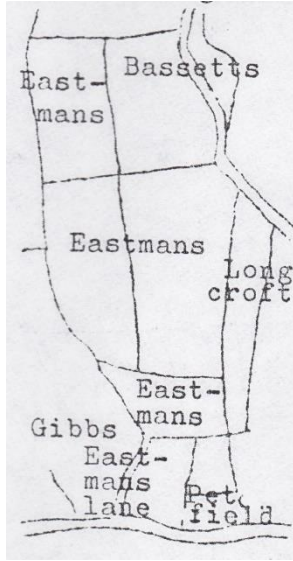 Bassetts
East-
mans
Eastmans
Long
croft
East-
mans
Gibbs
East-
mans
lane
Pet
field